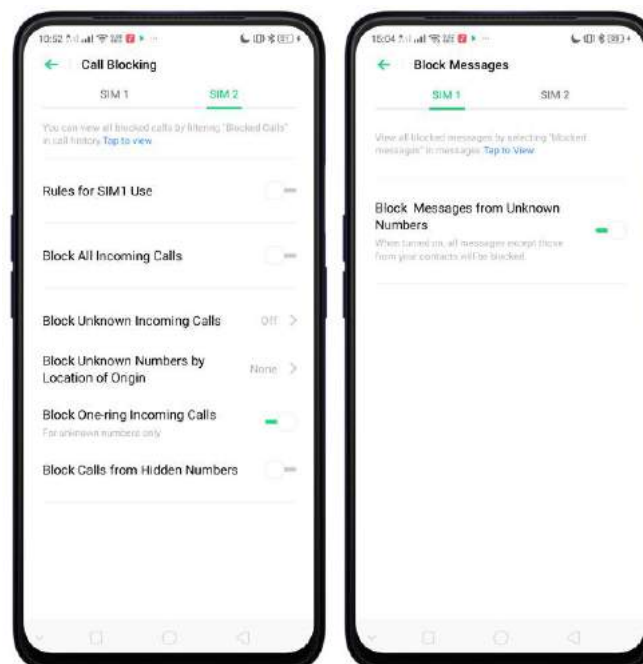 10:52
Call Blocking
SIM 1
SIM 2
You can view all blocked calls by filtering "Blocked Calls"
in call history Tap to view
Rules for SIM1 Use
Block All Incoming Calls
Block Unknown Incoming Calls
Off
Block Unknown Numbers by
Location of Origin
None
Block One-ring Incoming Calls
For unknown numbers only
Block Calls from Hidden Numbers
15:04
Block Messages
SIM 1
SIM 2
View all blocked messages by selecting "blocked
messages" in messages Tap to View
Block Messages from Unknown
Numbers
When turned on, all messages except those
from your contacts will be blocked